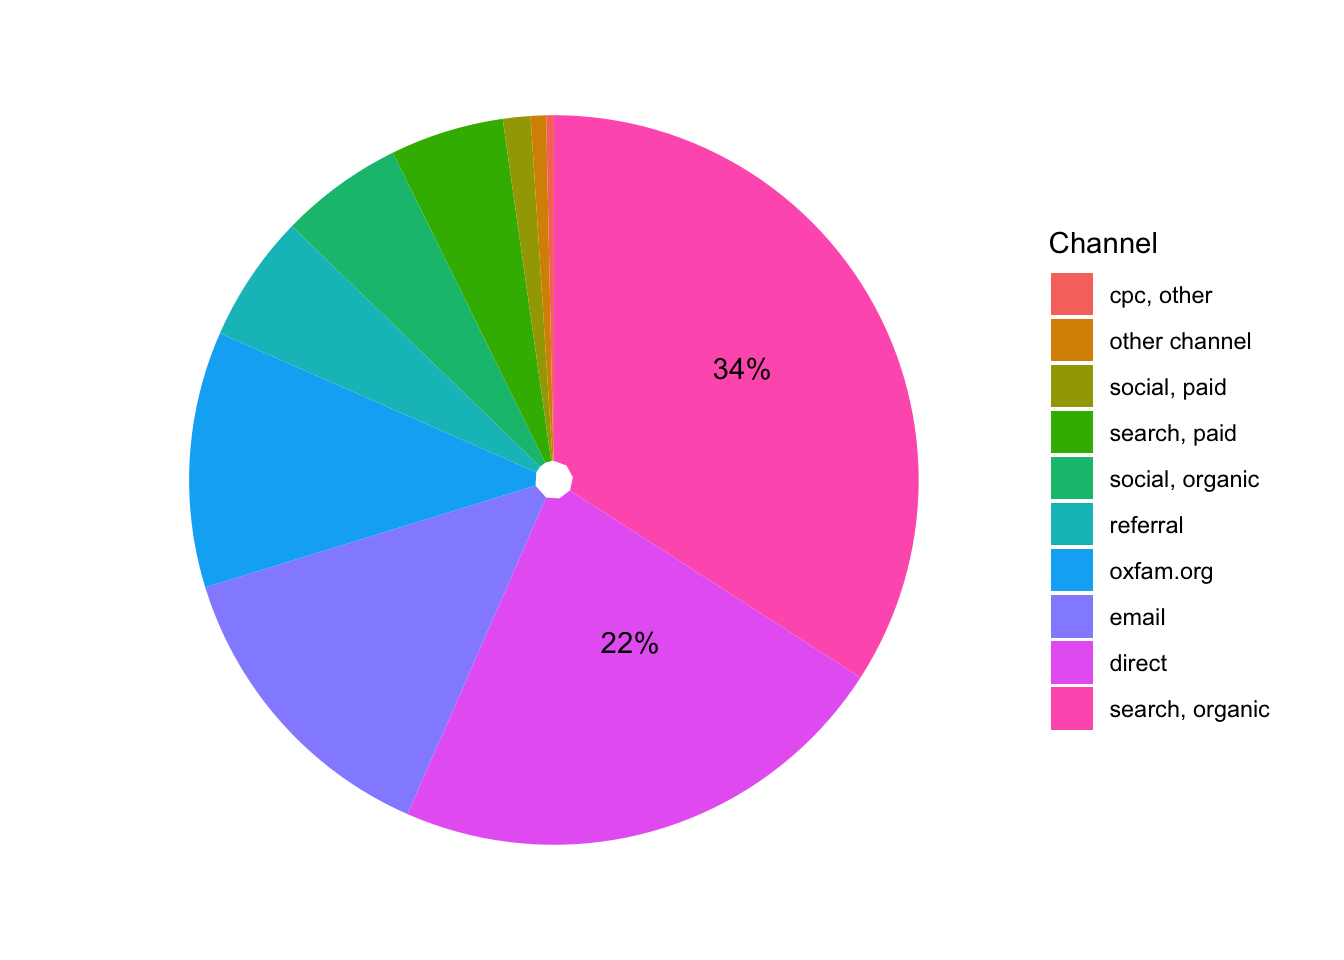 34%
22%
Channel
cpc, other
other channel
social, paid
search, paid
social, organic
referral
oxfam.org
email
direct
search, organic